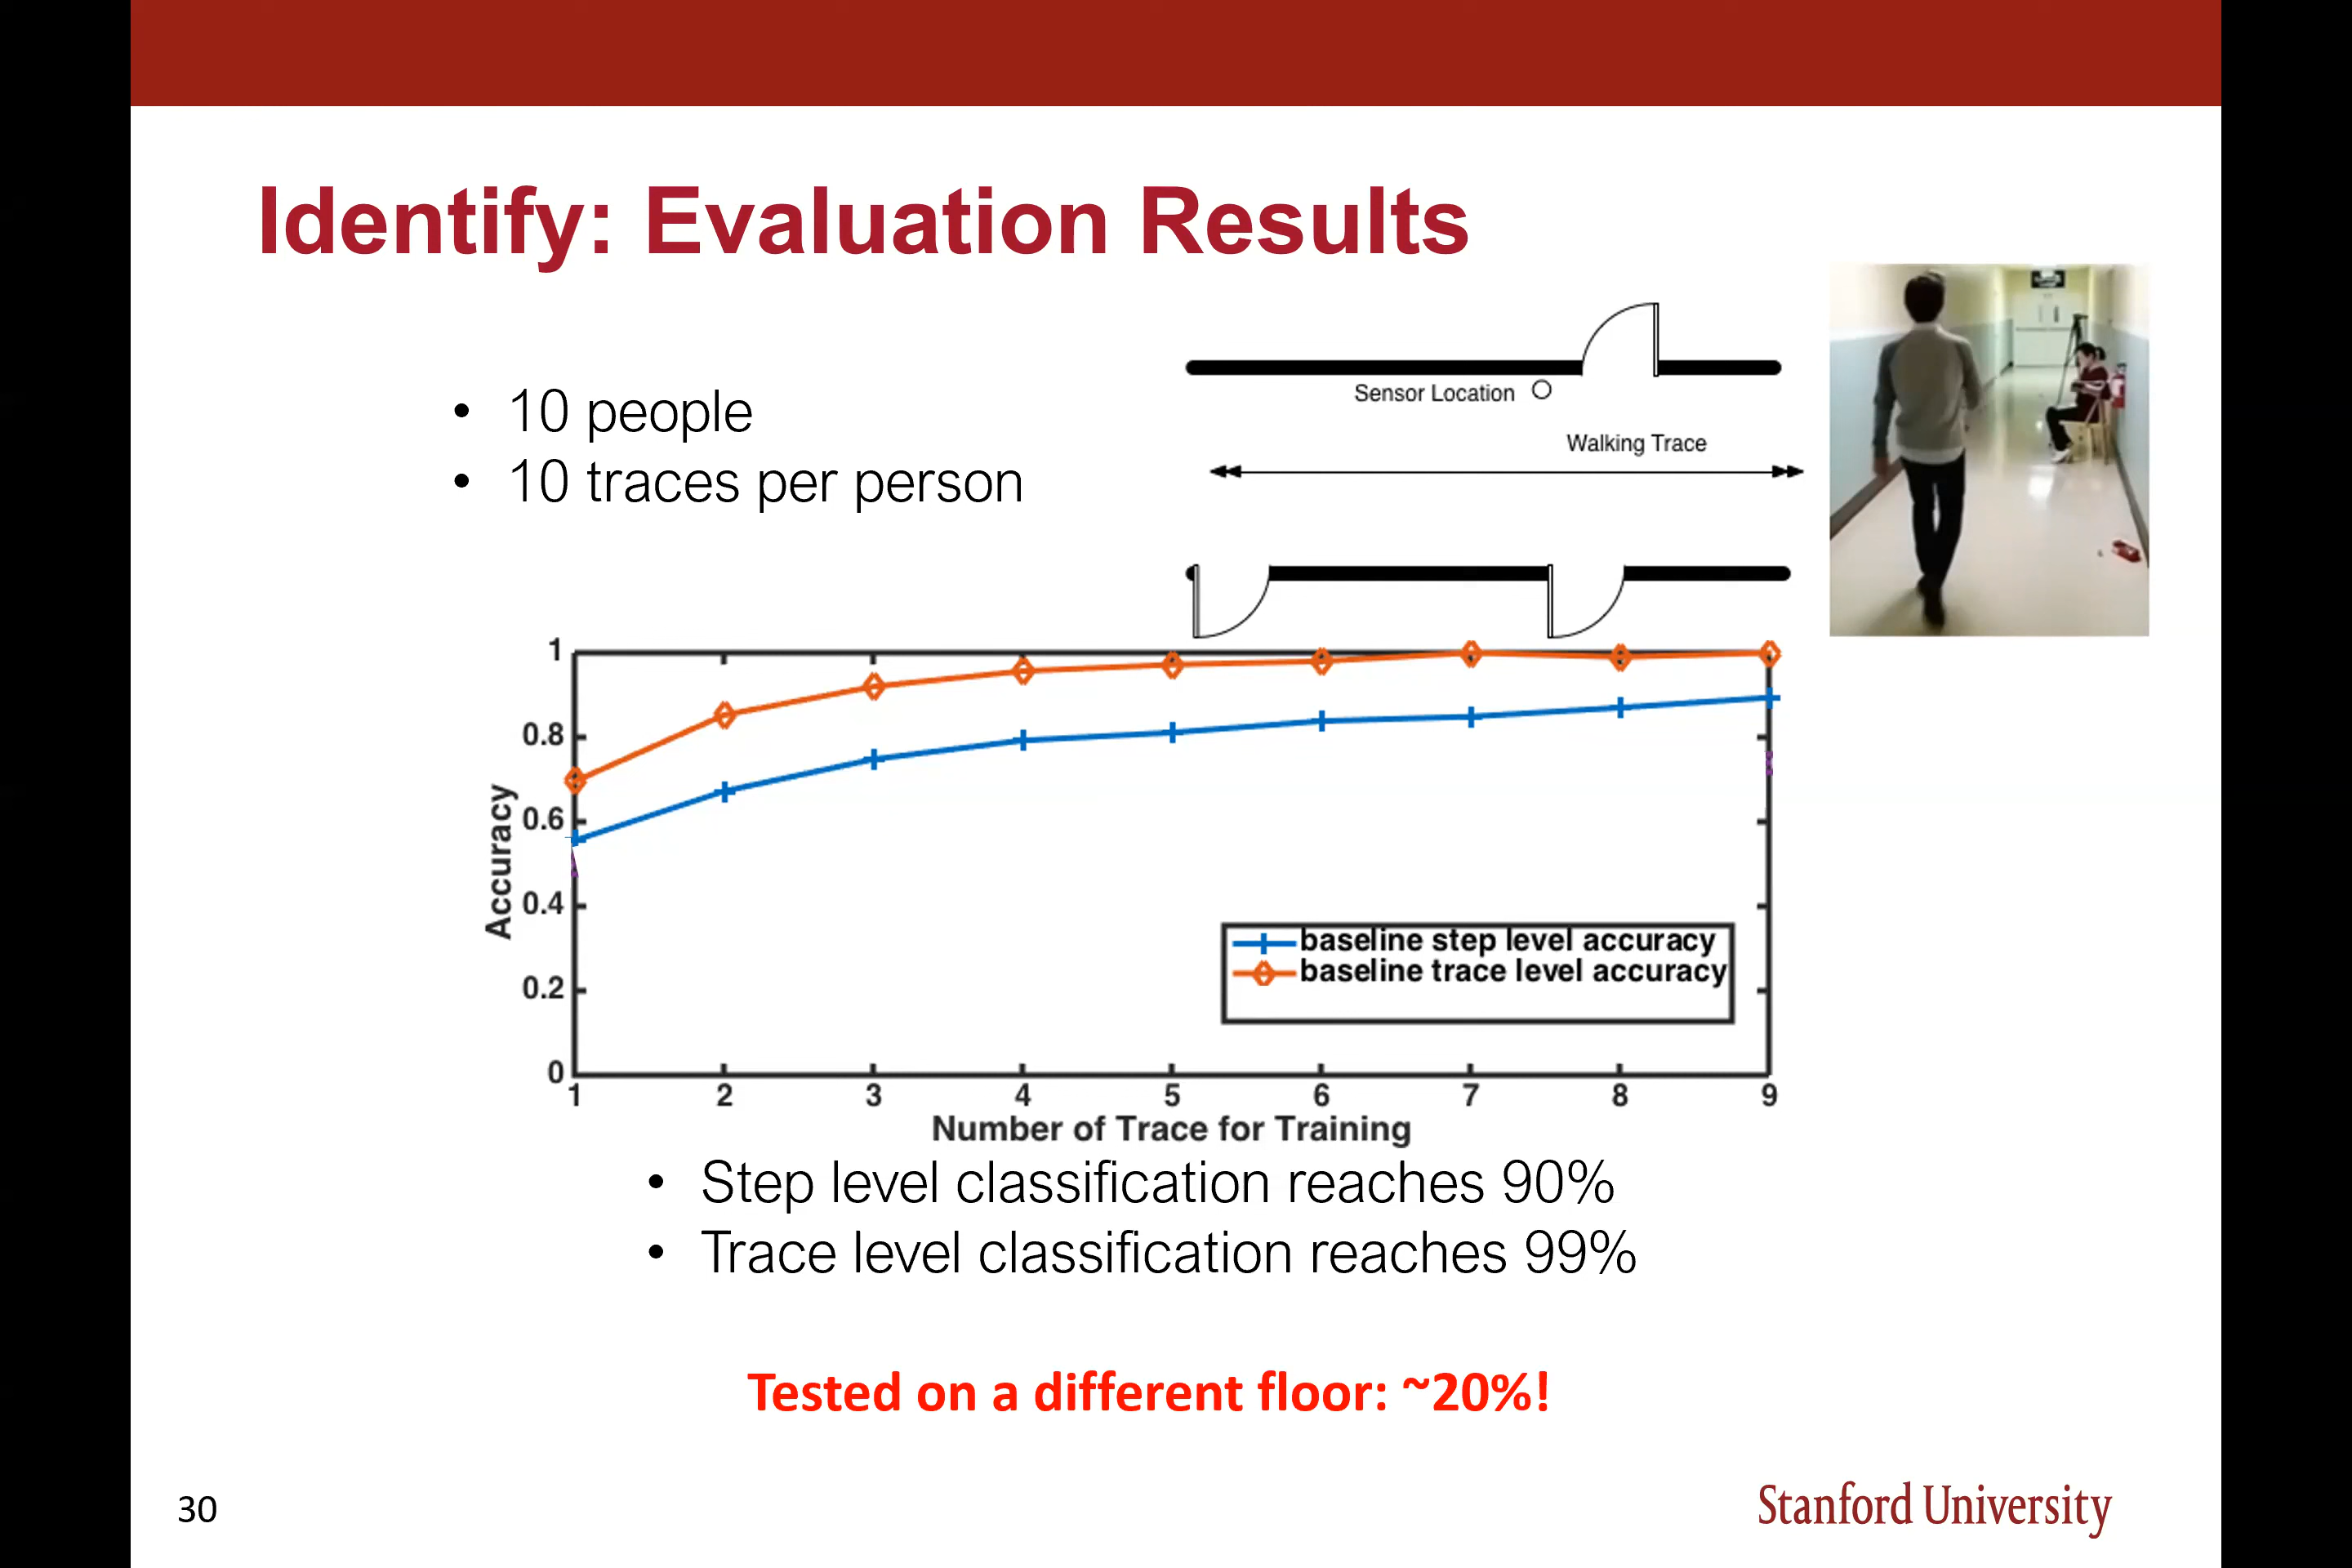 Identify: Evaluation Results
• 10 people
• 10 traces per person
Sensor Location
Walking Trace
1
0.8
0.6
0.4
0.2
0
Accuracy
baseline step level accuracy
baseline trace level accuracy
1 2 3 4 5 6 7 8 9
Number of Trace for Training
• Step level classification reaches 90%
• Trace level classification reaches 99%
Tested on a different floor: ~20%!
30
Stanford University